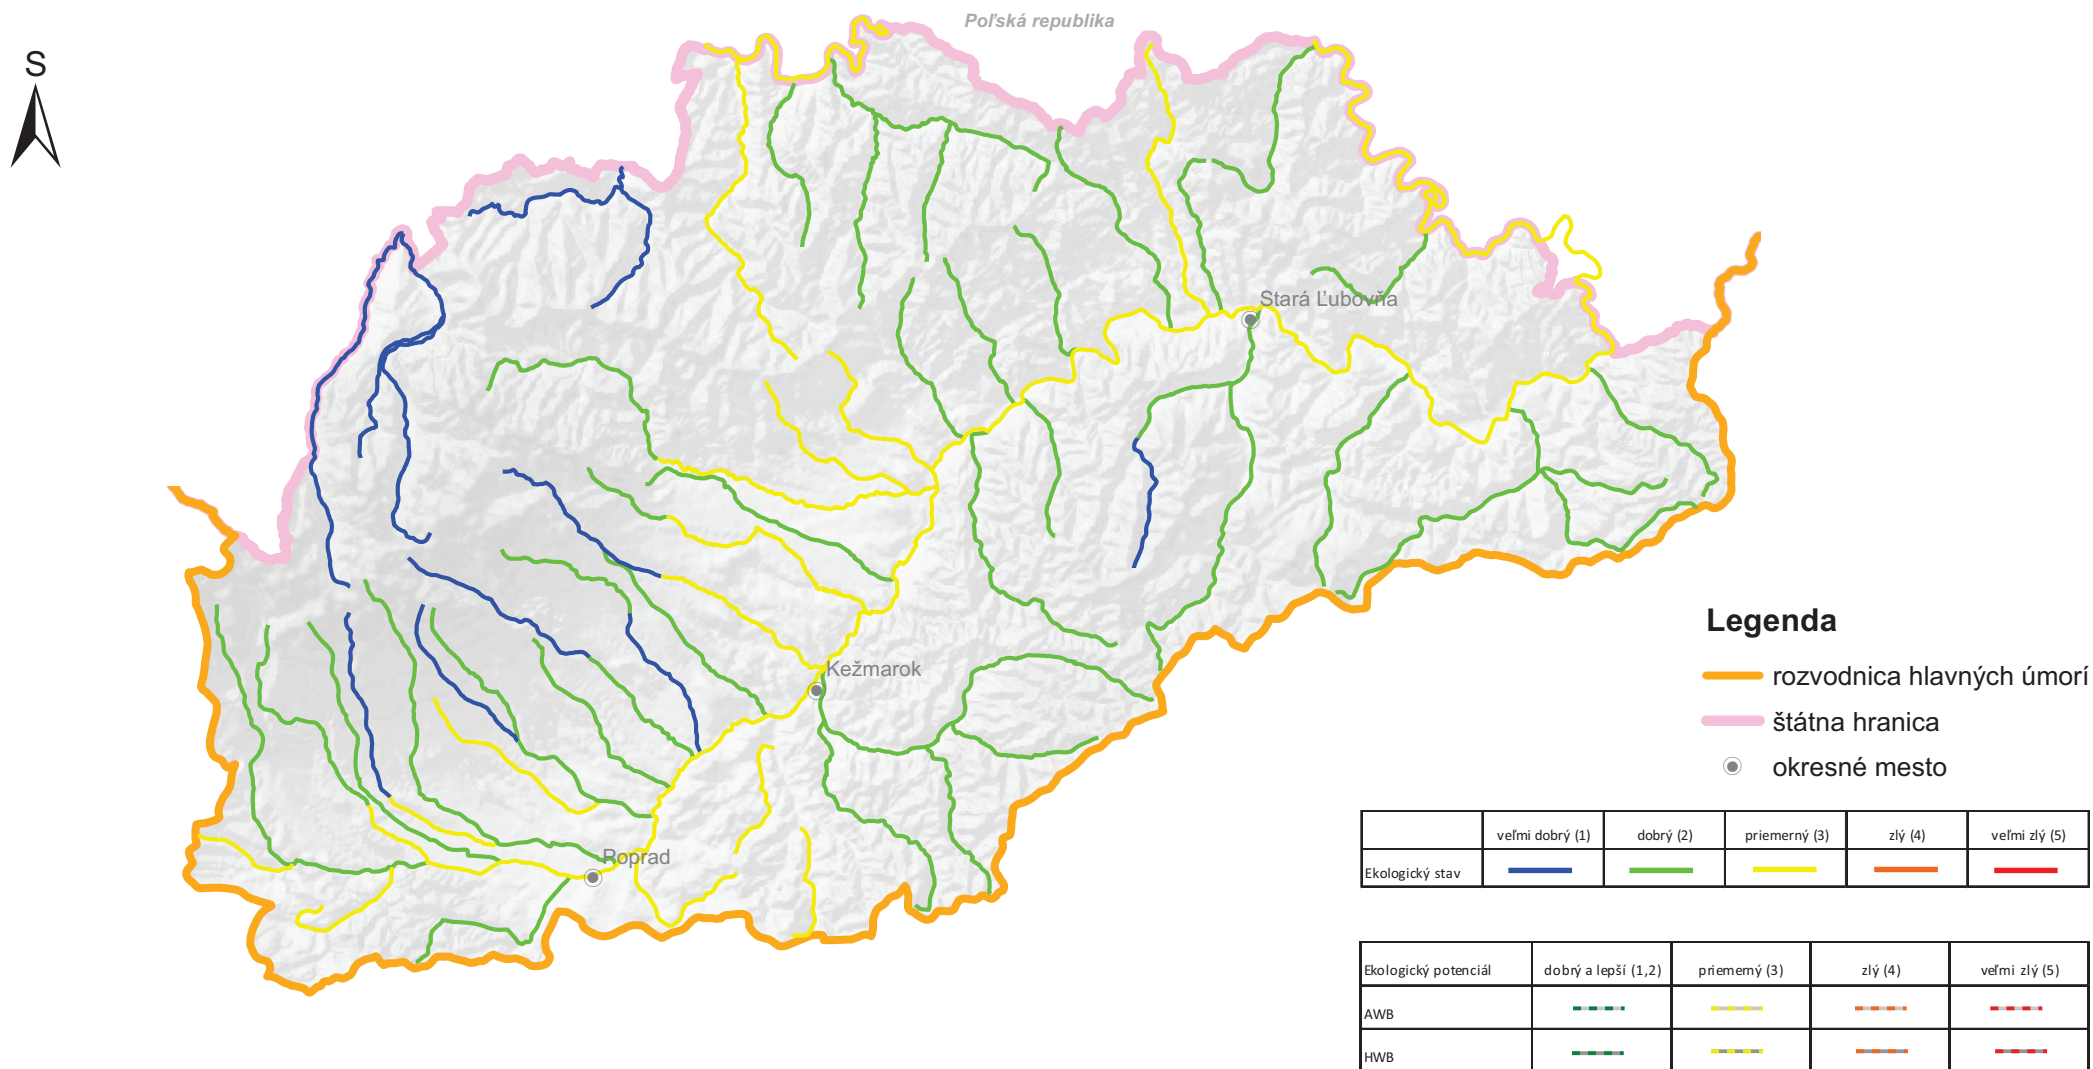 Poľská republika
S
Stará Ľubovňa
Kežmarok
Poprad
Legenda
rozvodnica hlavných úmorí
štátna hranica
okresné mesto
veľmi dobrý (1) dobrý (2) priemerný (3) zlý (4) veľmi zlý (5)
Ekologický stav
Ekologický potenciál dobrý a lepší (1,2) priemerný (3) zlý (4) veľmi zlý (5)
AWB
HWB